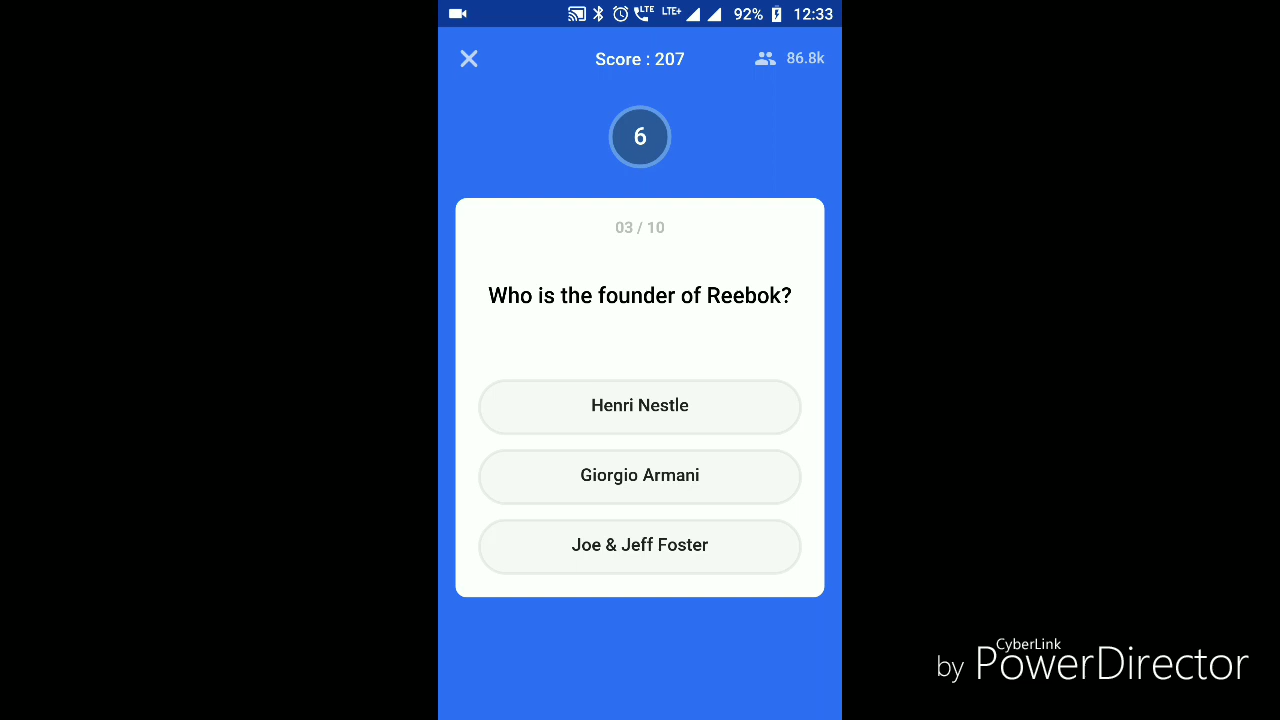 LTE LTE+ 92% 12:33
Score : 207
86.8k
6
03 / 10
Who is the founder of Reebok?
Henri Nestle
Giorgio Armani
Joe & Jeff Foster
CyberLink
by PowerDirector